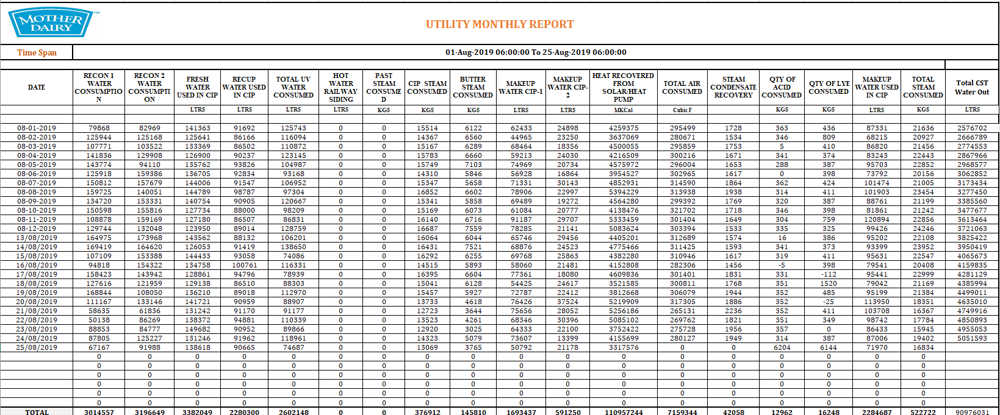 MOTHER DAIRY ™
UTILITY MONTHLY REPORT
Time Span 01-Aug-2019 06:00:00 To 25-Aug-2019 06:00:00
DATE RECON 1 WATER CONSUMPTIO N RECON 2 WATER CONSUMPTI ON FRESH WATER USED IN CIP RECUP WATER USED IN CIP TOTAL UV WATER CONSUMED HOT WATER RAILWAY SIDING PAST STEAM CONSUME D CIP STEAM CONSUMED BUTTER STEAM CONSUMED MAKEUP WATER CIP-1 MAKEUP WATER CIP-2 HEAT RECOVERED FROM SOLAR/HEAT PUMP TOTAL AIR CONSUMED STEAM CONDENSATE RECOVERY QTY OF ACID CONSUMED QTY OF LYE CONSUMED MAKEUP WATER USED IN CIP TOTAL STEAM CONSUMED Total CST Water Out
LTRS LTRS LTRS LTRS KGS KGS KGS LTRS LTRS MKCal Cubic F KGS KGS LTRS KGS LTRS
08-01-2019 79868 82969 141363 91692 125743 0 0 15514 6122 62433 24898 4259375 295499 1728 363 436 87331 21636 2576702
08-02-2019 125944 125168 125641 86166 116094 0 0 14367 6560 44965 23250 3637069 280671 1534 346 809 68215 20927 2666789
08-03-2019 107771 103522 133369 86502 110872 0 0 15167 6289 68464 18356 4500055 295859 1753 5 410 86820 21456 2774553
08-04-2019 141836 129908 126900 90237 123145 0 0 15783 6660 59213 24030 4216509 300216 1671 341 374 83243 22443 2867966
08-05-2019 143774 94110 135762 93826 104987 0 0 15749 7103 74969 20734 4575972 296004 1653 288 387 95703 22852 2968577
08-06-2019 125918 159386 136705 92834 93168 0 0 14310 5846 56928 16864 3954527 302965 1617 0 398 73792 20156 3062852
08-07-2019 150812 157679 144006 91547 106952 0 0 15347 5658 71331 30143 4852931 314590 1864 362 424 101474 21005 3173434
08-08-2019 159725 140051 144789 98787 97304 0 0 16852 6602 78906 22997 5394229 313938 1938 314 411 101903 23454 3277450
08-09-2019 134720 153331 140754 90905 120667 0 0 15341 5858 69489 19272 4564280 299392 1769 320 387 88761 21199 3385560
08-10-2019 150598 155816 127734 88000 98209 0 0 15169 6073 61084 20777 4138476 321702 1718 346 398 81861 21242 3477677
08-11-2019 108878 159169 127180 86507 86831 0 0 16140 6716 91187 29707 5333459 301404 1649 304 759 120894 22856 3613464
08-12-2019 129744 132048 123950 89014 128759 0 0 16687 7559 78285 21141 5083624 303394 1533 335 325 99426 24246 3721063
13/08/2019 164975 173968 143562 88132 106201 0 0 16064 6044 65746 29456 4405201 312689 1574 16 386 95202 22108 3825422
14/08/2019 169419 164620 126053 91419 138650 0 0 16431 7521 68876 24523 4775466 311425 1593 341 373 93399 23952 3950419
15/08/2019 107109 153388 144433 93058 74086 0 0 16292 6255 69768 25863 4382280 310946 1617 319 411 95631 22547 4065673
16/08/2019 94818 154322 134758 100761 116331 0 0 14515 5893 58060 21481 4152808 282306 1456 -5 398 79541 20408 4159835
17/08/2019 158423 143942 128861 94796 78939 0 0 16395 6604 77361 18080 4609836 301401 1831 331 -112 95441 22999 4281129
18/08/2019 127616 121959 129138 86510 88303 0 0 15041 6128 54425 24617 3521585 300811 1768 351 1520 79042 21169 4385994
19/08/2019 168844 108050 136210 89018 112970 0 0 15457 5927 72787 22412 3812668 306079 1944 352 485 95199 21384 4499011
20/08/2019 111167 133146 141721 90959 88907 0 0 13733 4618 76426 37524 5219909 317305 1886 352 -25 113950 18351 4635010
21/08/2019 58635 61836 131242 91170 91177 0 0 12723 3644 75656 28052 5256186 265131 2236 352 411 103708 16367 4749916
22/08/2019 50138 86269 138372 94881 110339 0 0 13523 4261 68346 30396 5085102 269762 1821 351 349 98742 17784 4850893
23/08/2019 88853 84777 149682 90952 89866 0 0 12920 3025 64333 22100 3752422 275728 1956 357 0 86433 15945 4955053
24/08/2019 87805 125227 131246 91962 118961 0 0 14323 5079 73607 13399 4155699 280127 1949 314 387 87006 19402 5051593
25/08/2019 67167 91988 138618 90665 74687 0 0 13069 3765 50792 21178 3317576 0 0 6204 6144 71970 16834
0 0 0 0 0 0 0 0 0 0 0 0 0 0 0 0 0 0
0 0 0 0 0 0 0 0 0 0 0 0 0 0 0 0 0 0
0 0 0 0 0 0 0 0 0 0 0 0 0 0 0 0 0 0
0 0 0 0 0 0 0 0 0 0 0 0 0 0 0 0 0 0
0 0 0 0 0 0 0 0 0 0 0 0 0 0 0 0 0 0
0 0 0 0 0 0 0 0 0 0 0 0 0 0 0 0 0 0
TOTAL 3014557 3196649 3382049 2280300 2602148 0 0 376912 145810 1693437 591250 110957244 7159344 42058 12962 16248 2284687 522722 90976031